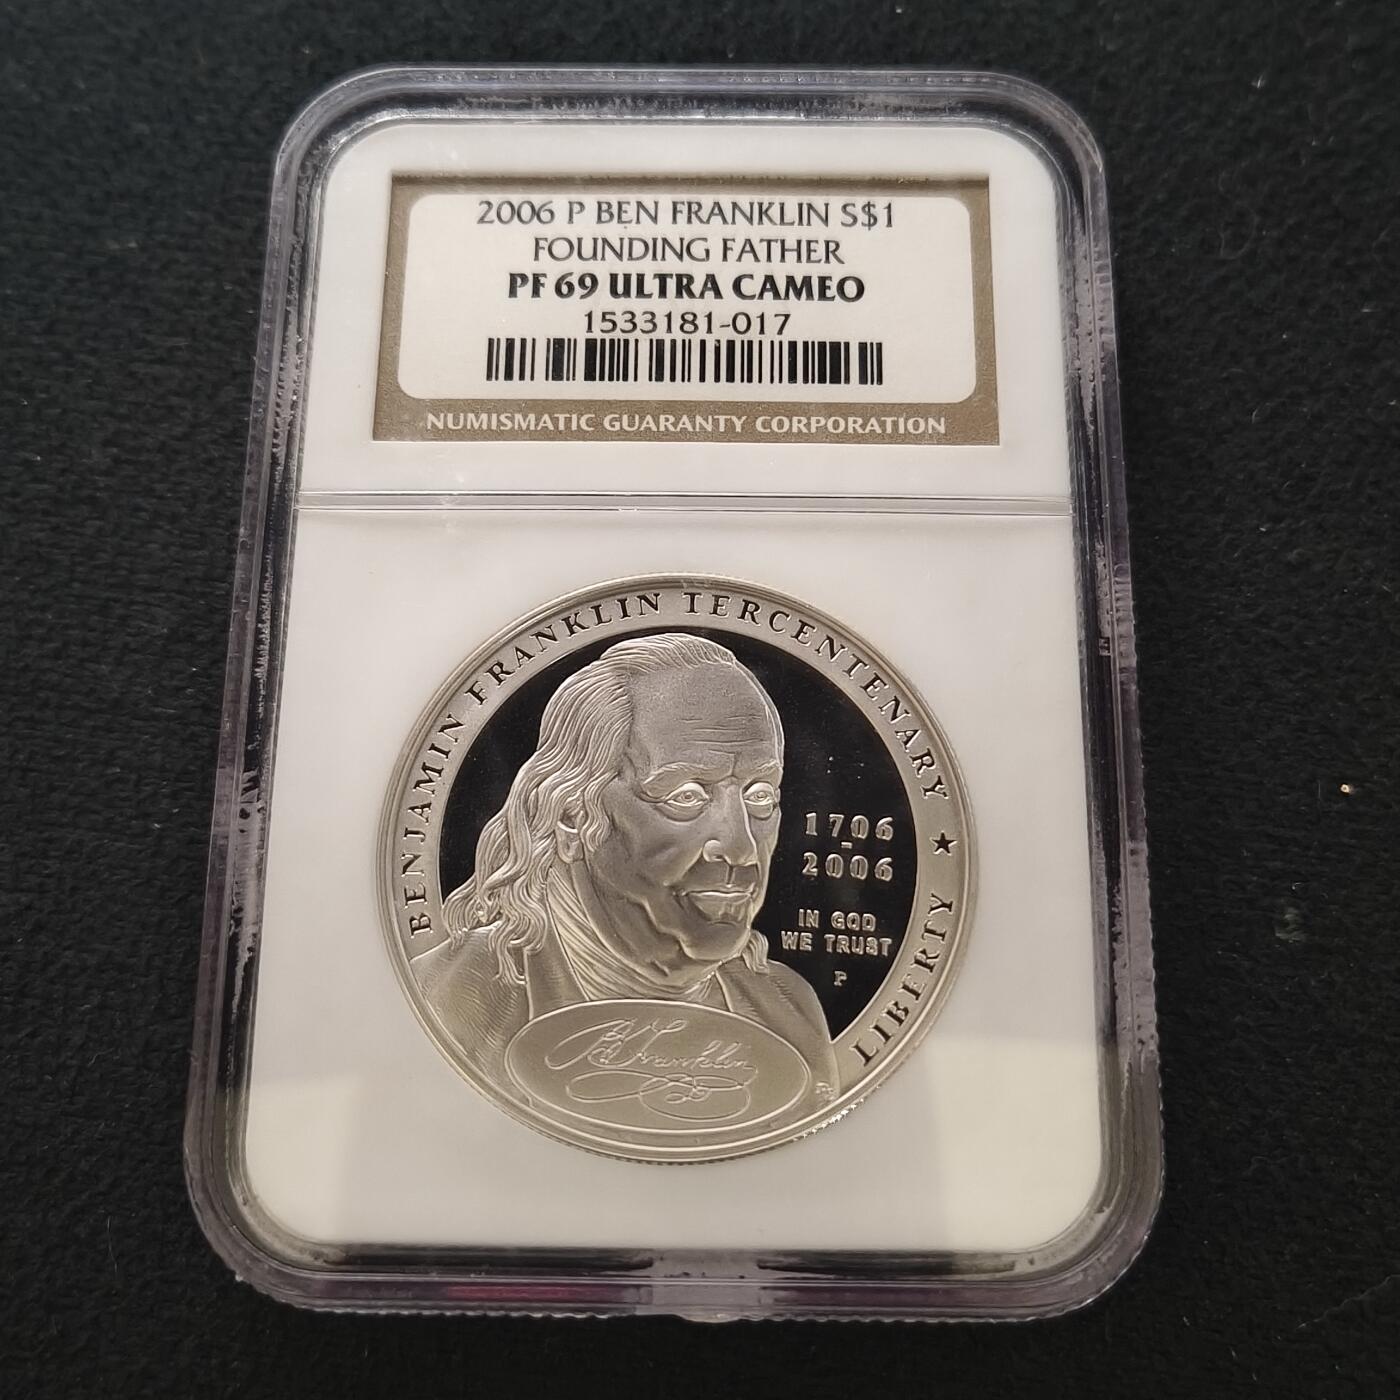 2006 P BEN FRANKLIN S$1
FOUNDING FATHER
PF 69 ULTRA CAMEO
1533181-017
NUMISMATIC GUARANTY CORPORATION
BENJAMIN FRANKLIN TERCENTENARY ★ LIBERTY
1706
-
2006
IN GOD
WE TRUST
P
B Franklin